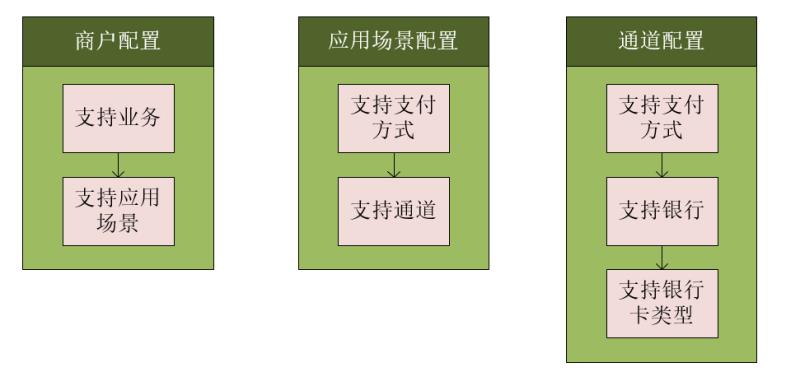 商户配置
支持业务
支持应用
场景
应用场景配置
支持支付
方式
支持通道
通道配置
支持支付
方式
支持银行
支持银行
卡类型